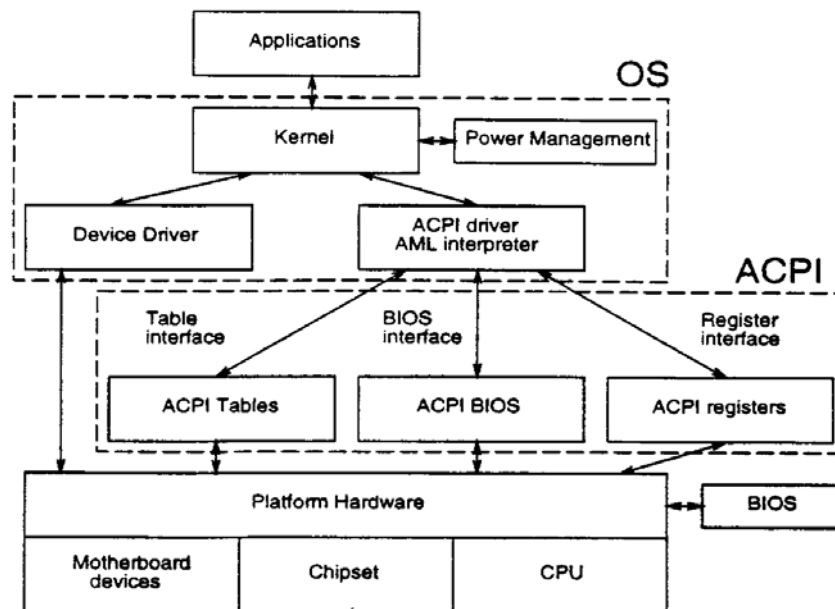 Applications
OS
Kernel
Power Management
Device Driver
ACPI driver
AML interpreter
ACPI
Table
interface
BIOS
interface
Register
interface
ACPI Tables
ACPI BIOS
ACPI registers
Platform Hardware
BIOS
Motherboard
devices
Chipset
CPU